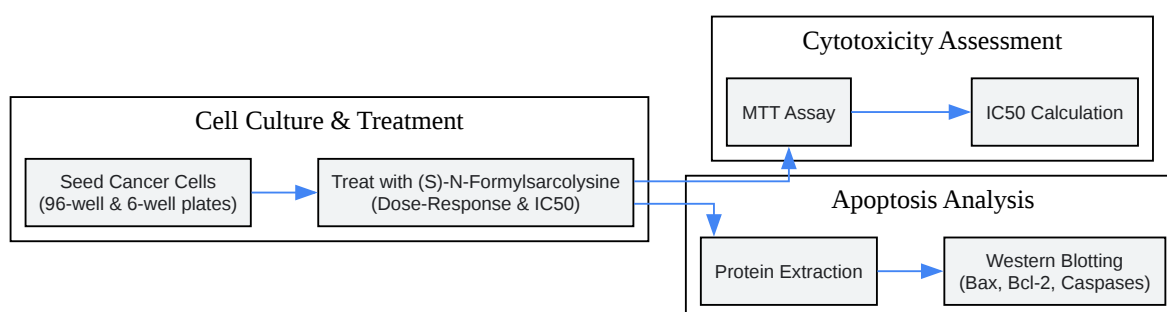 Cytotoxicity Assessment
MTT Assay
IC50 Calculation
Cell Culture & Treatment
Seed Cancer Cells
(96-well & 6-well plates)
Treat with (S)-N-Formylsarcolysine
(Dose-Response & IC50)
Apoptosis Analysis
Protein Extraction
Western Blotting
(Bax, Bcl-2, Caspases)